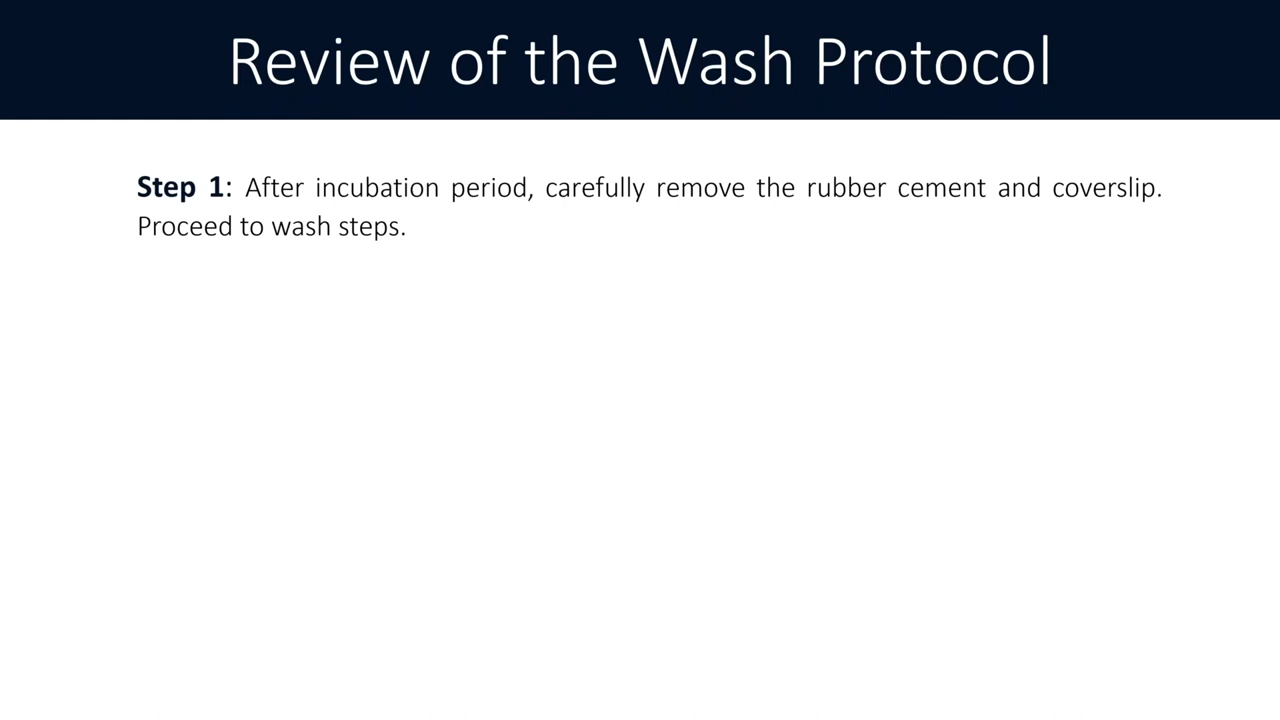 Review of the Wash Protocol
Step 1: After incubation period, carefully remove the rubber cement and coverslip.
Proceed to wash steps.